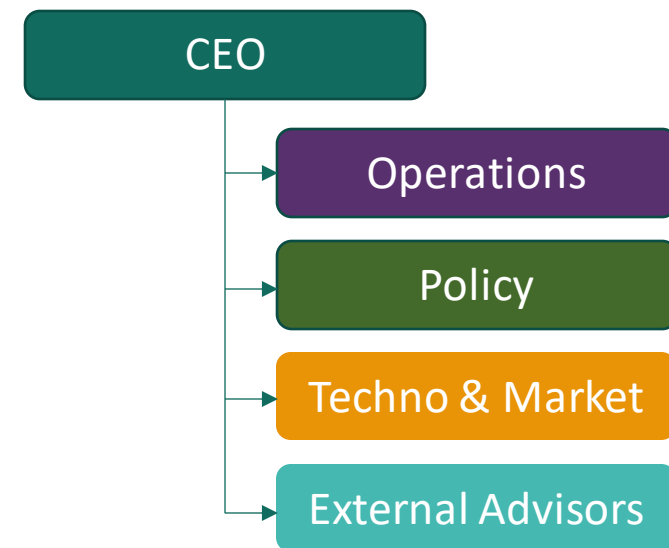 CEO
Operations
Policy
Techno & Market
External Advisors